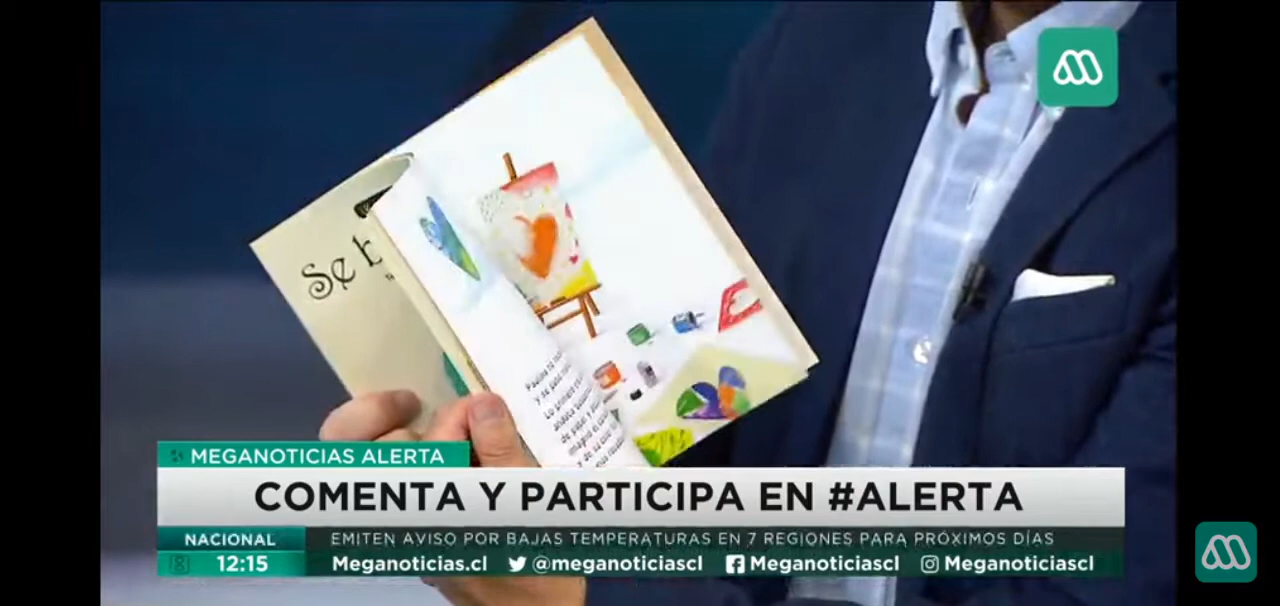 Se b
MEGANOTICIAS ALERTA
COMENTA Y PARTICIPA EN #ALERTA
NACIONAL
EMITEN AVISO POR BAJAS TEMPERATURAS EN 7 REGIONES PARA PRÓXIMOS DÍAS
12:15
Meganoticias.cl @meganoticiascl Meganoticiascl Meganoticiascl